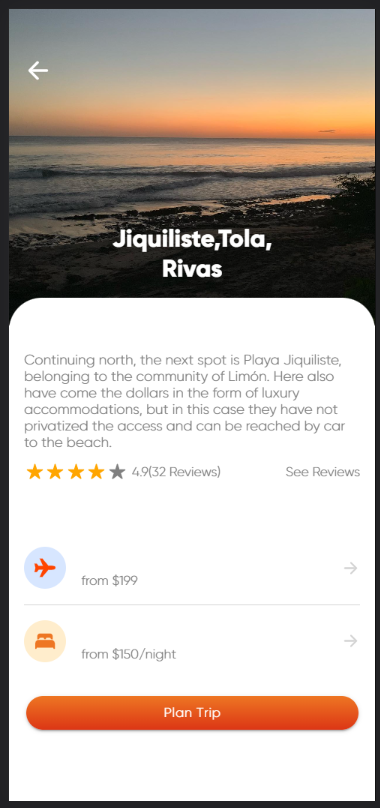 Jiquiliste,Tola,
Rivas
Continuing north, the next spot is Playa Jiquiliste,
belonging to the community of Limón. Here also
have come the dollars in the form of luxury
accommodations, but in this case they have not
privatized the access and can be reached by car
to the beach.
4.9(32 Reviews) See Reviews
from $199
from $150/night
Plan Trip